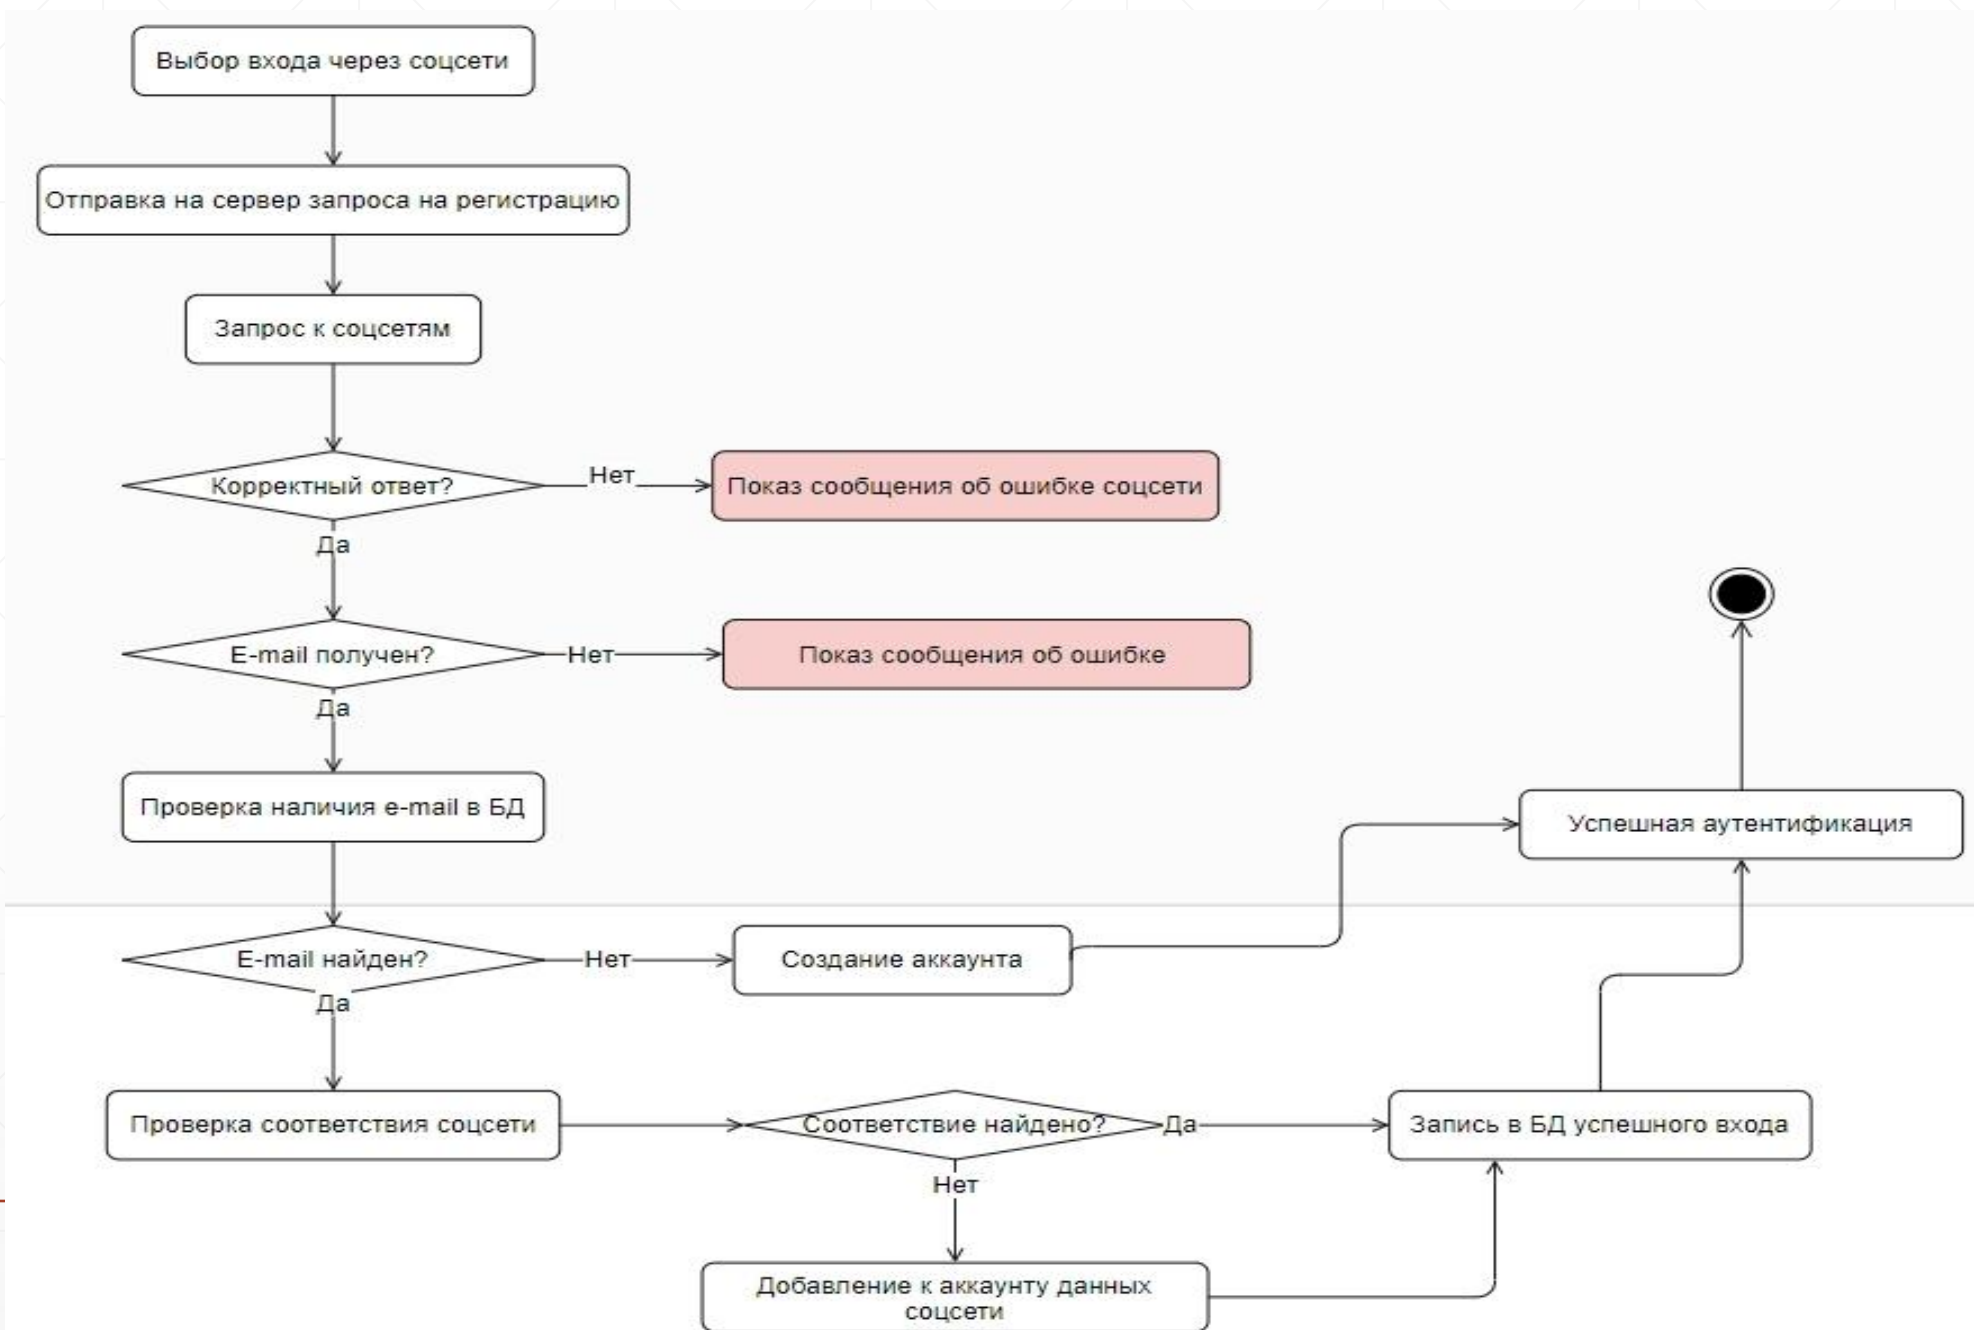 Выбор входа через соцсети
Отправка на сервер запроса на регистрацию
Запрос к соцсетям
Корректный ответ?
Нет
Показ сообщения об ошибке соцсети
Да
E-mail получен?
Нет
Показ сообщения об ошибке
Да
Проверка наличия e-mail в БД
Успешная аутентификация
E-mail найден?
Нет
Создание аккаунта
Да
Проверка соответствия соцсети
Соответствие найдено?
Да
Запись в БД успешного входа
Нет
Добавление к аккаунту данных
соцсети